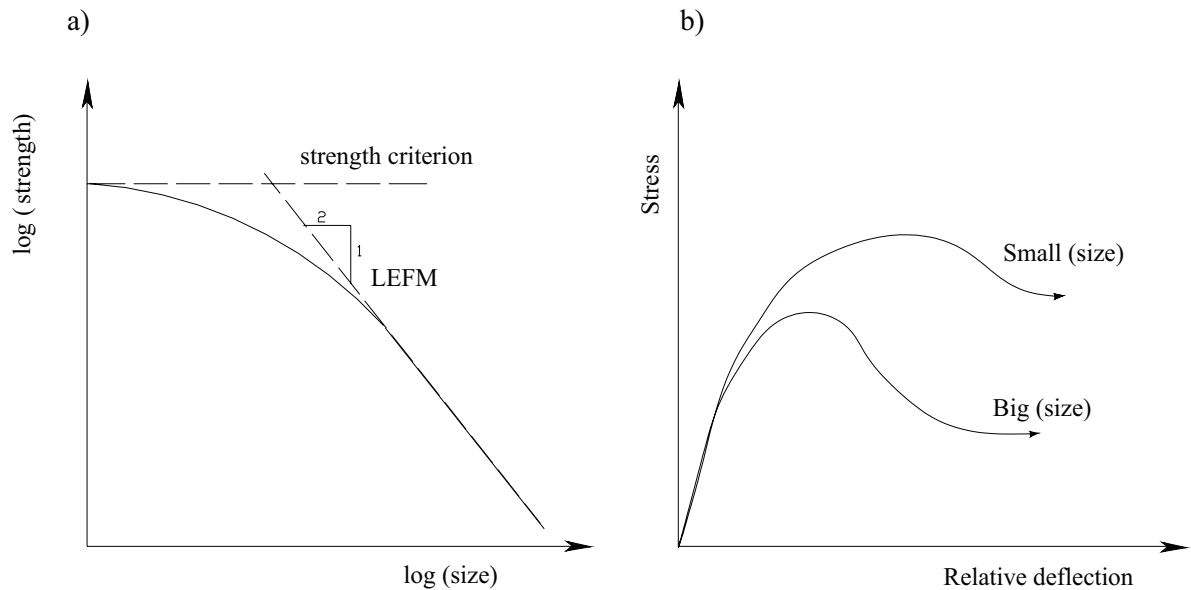 a)
log ( strength)
strength criterion
2
1
LEFM
log (size)
b)
Stress
Small (size)
Big (size)
Relative deflection